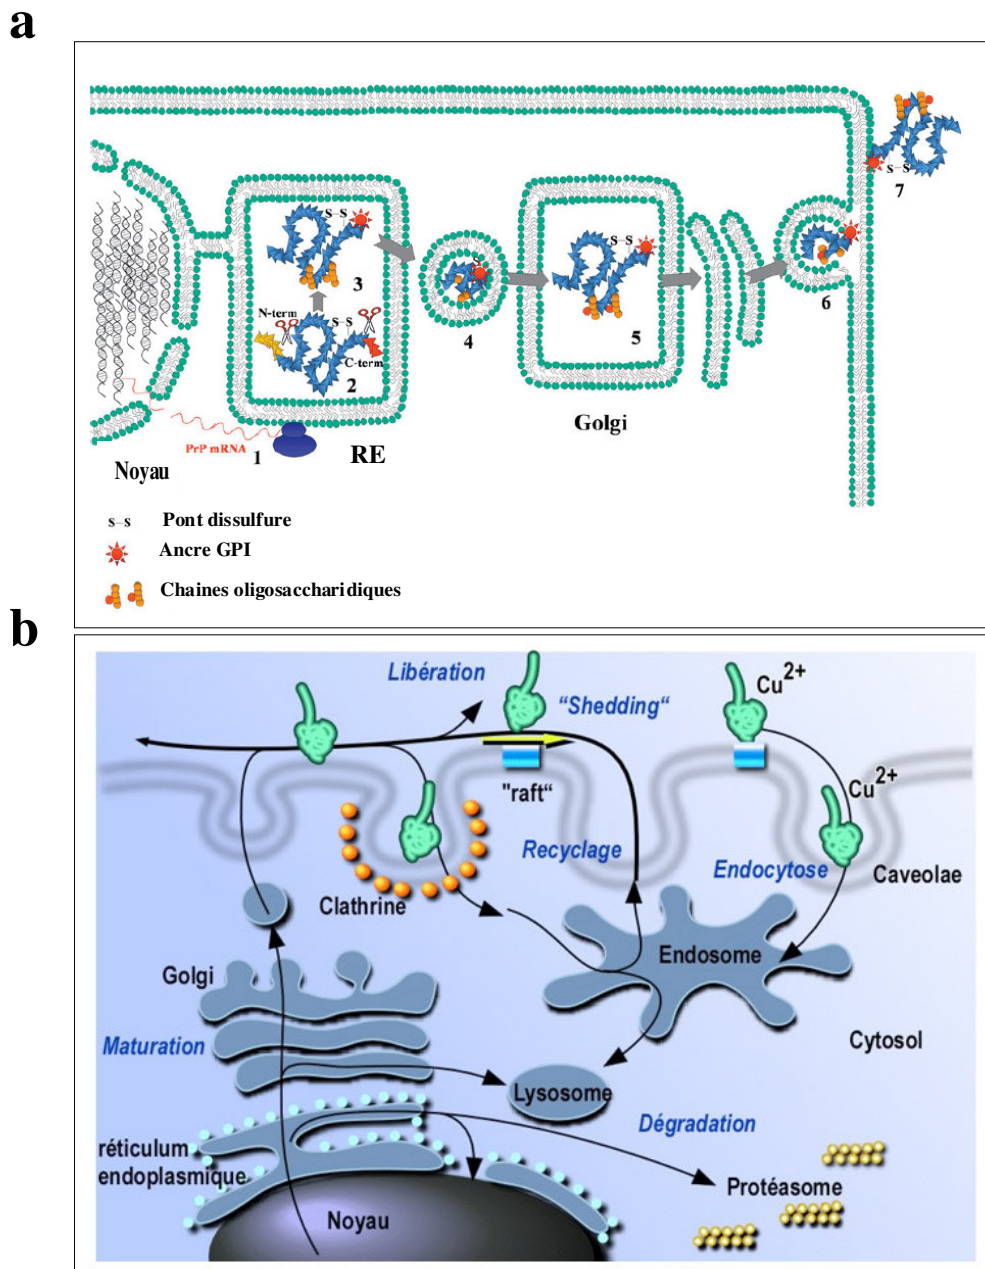 a
S–S
7
S–S
3
S
4
S–S
5
6
N-term
S–S
C-term
2
PrP mRNA
1
RE
Golgi
Noyau
S–S
Pont dissulfure
Ancre GPI
Chaines oligosaccharidiques
b
Libération
“Shedding“
Cu2+
"raft“
Cu2+
Recyclage
Endocytose
Caveolae
Clathrine
Endosome
Golgi
Maturation
Cytosol
Lysosome
Dégradation
réticulum
endoplasmique
Protéasome
Noyau